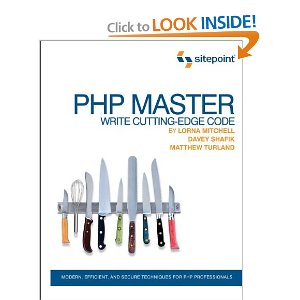 Click to LOOK INSIDE!
sitepoint
PHP MASTER
WRITE CUTTING-EDGE CODE
BY LORNA MITCHELL
DAVEY SHAFIK
MATTHEW TURLAND
MODERN, EFFICIENT, AND SECURE TECHNIQUES FOR PHP PROFESSIONALS